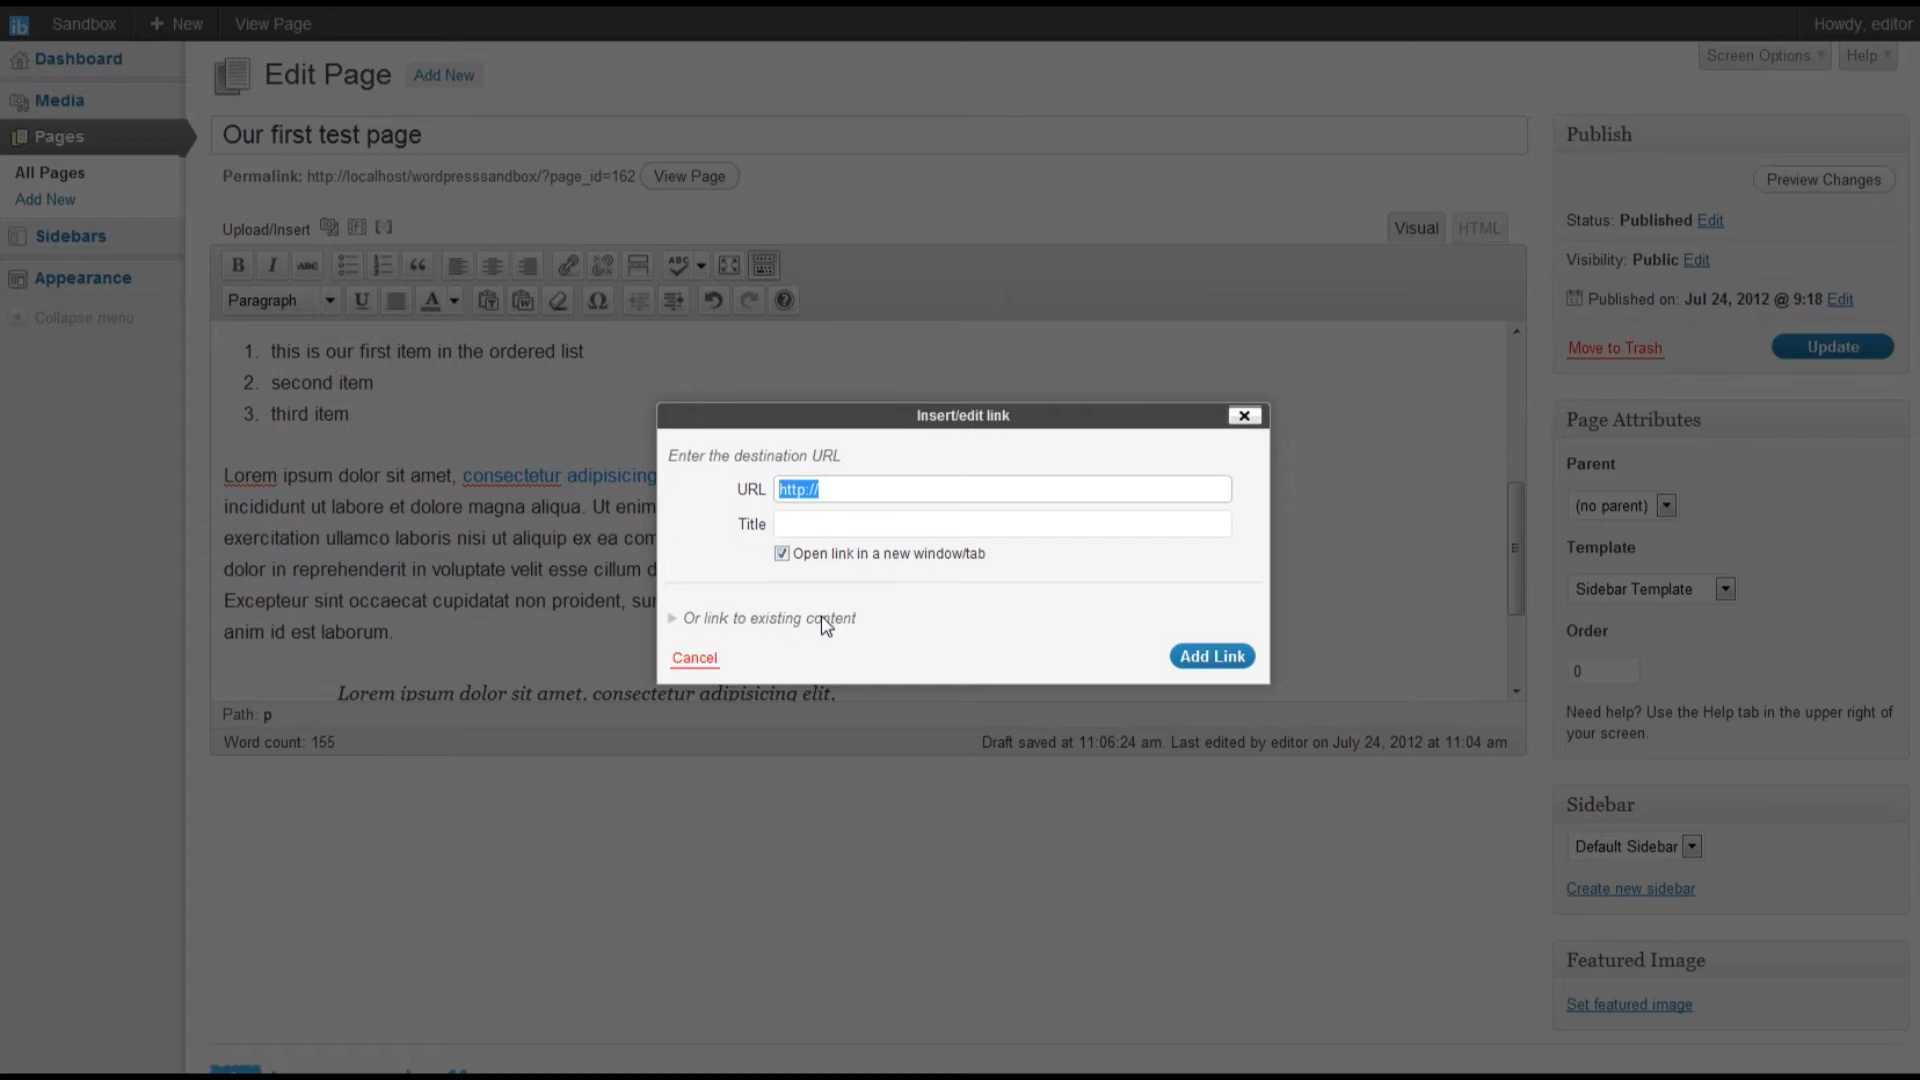 ib Sandbox + New View Page Howdy, editor
Dashboard
Media
Pages
All Pages
Add New
Sidebars
Appearance
Collapse menu
Edit Page Add New
Screen Options Help
Our first test page
Permalink: http://localhost/wordpresssandbox/?page_id=162 View Page
Upload/Insert
Visual HTML
B I ABC ABC
Paragraph U A Ω
1. this is our first item in the ordered list
2. second item
3. third item
Lorem ipsum dolor sit amet, consectetur adipisicing
incididunt ut labore et dolore magna aliqua. Ut enim
exercitation ullamco laboris nisi ut aliquip ex ea com
dolor in reprehenderit in voluptate velit esse cillum d
Excepteur sint occaecat cupidatat non proident, sun
anim id est laborum.
Lorem ipsum dolor sit amet, consectetur adipisicing elit,
Path: p
Word count: 155
Draft saved at 11:06:24 am. Last edited by editor on July 24, 2012 at 11:04 am
Insert/edit link
Enter the destination URL
URL http://
Title
Open link in a new window/tab
Or link to existing content
Cancel Add Link
Publish
Preview Changes
Status: Published Edit
Visibility: Public Edit
Published on: Jul 24, 2012 @ 9:18 Edit
Move to Trash Update
Page Attributes
Parent
(no parent)
Template
Sidebar Template
Order
0
Need help? Use the Help tab in the upper right of
your screen.
Sidebar
Default Sidebar
Create new sidebar
Featured Image
Set featured image